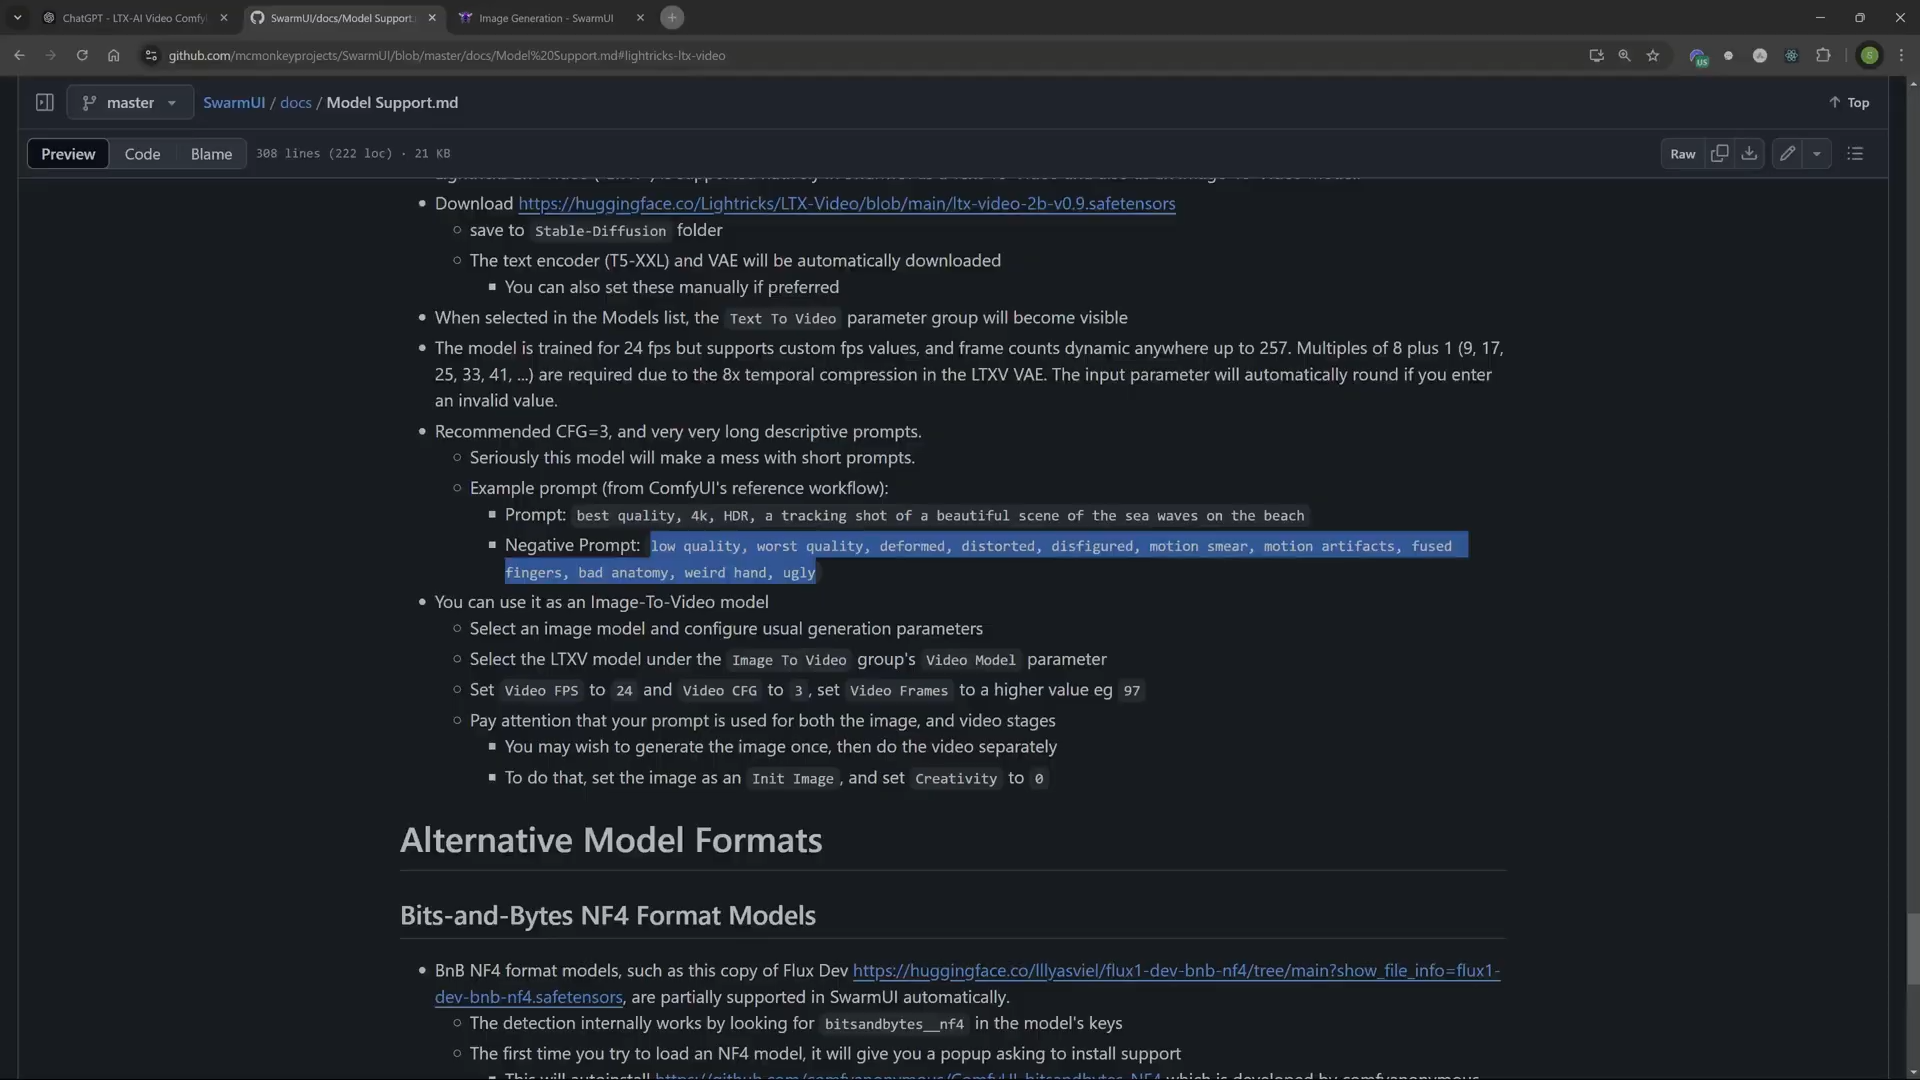 ChatGPT - LTX-AI Video Comfy
SwarmUI/docs/Model Support.
Image Generation - SwarmUI
github.com/mcmonkeyprojects/SwarmUI/blob/master/docs/Model%20Support.md#lightricks-ltx-video
US
S
master
SwarmUI / docs / Model Support.md
Top
Preview
Code
Blame
308 lines (222 loc) · 21 KB
Raw
Download https://huggingface.co/Lightricks/LTX-Video/blob/main/ltx-video-2b-v0.9.safetensors
save to Stable-Diffusion folder
The text encoder (T5-XXL) and VAE will be automatically downloaded
You can also set these manually if preferred
When selected in the Models list, the Text To Video parameter group will become visible
The model is trained for 24 fps but supports custom fps values, and frame counts dynamic anywhere up to 257. Multiples of 8 plus 1 (9, 17,
25, 33, 41, ...) are required due to the 8x temporal compression in the LTXV VAE. The input parameter will automatically round if you enter
an invalid value.
Recommended CFG=3, and very very long descriptive prompts.
Seriously this model will make a mess with short prompts.
Example prompt (from ComfyUI's reference workflow):
Prompt: best quality, 4k, HDR, a tracking shot of a beautiful scene of the sea waves on the beach
Negative Prompt: low quality, worst quality, deformed, distorted, disfigured, motion smear, motion artifacts, fused
fingers, bad anatomy, weird hand, ugly
You can use it as an Image-To-Video model
Select an image model and configure usual generation parameters
Select the LTXV model under the Image To Video group's Video Model parameter
Set Video FPS to 24 and Video CFG to 3 , set Video Frames to a higher value eg 97
Pay attention that your prompt is used for both the image, and video stages
You may wish to generate the image once, then do the video separately
To do that, set the image as an Init Image , and set Creativity to 0
Alternative Model Formats
Bits-and-Bytes NF4 Format Models
BnB NF4 format models, such as this copy of Flux Dev https://huggingface.co/lllyasviel/flux1-dev-bnb-nf4/tree/main?show_file_info=flux1-
dev-bnb-nf4.safetensors, are partially supported in SwarmUI automatically.
The detection internally works by looking for bitsandbytes__nf4 in the model's keys
The first time you try to load an NF4 model, it will give you a popup asking to install support
This will autoinstall https://github.com/comfyanonymous/ComfyUI_bitsandbytes_NF4 which is developed by comfyanonymous